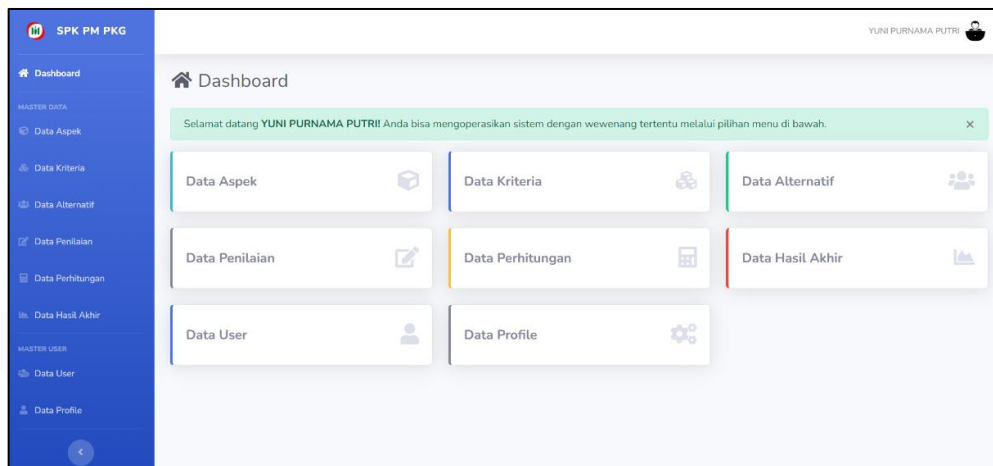 SPK PM PKG
Dashboard
MASTER DATA
Data Aspek
Data Kriteria
Data Alternatif
Data Penilaian
Data Perhitungan
Data Hasil Akhir
MASTER USER
Data User
Data Profile
YUNI PURNAMA PUTRI
Dashboard
Selamat datang YUNI PURNAMA PUTRI! Anda bisa mengoperasikan sistem dengan wewenang tertentu melalui pilihan menu di bawah.
Data Aspek
Data Kriteria
Data Alternatif
Data Penilaian
Data Perhitungan
Data Hasil Akhir
Data User
Data Profile